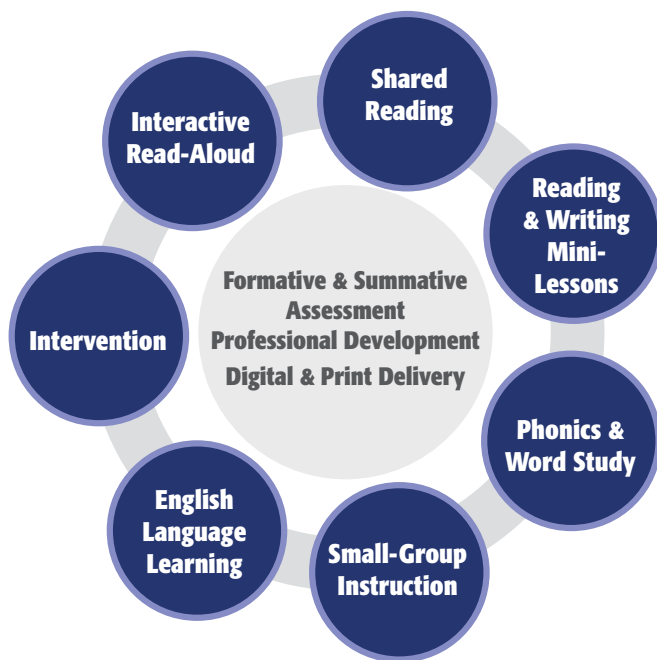 Shared
Reading
Interactive
Read-Aloud
Reading
& Writing
Mini-
Lessons
Formative & Summative
Assessment
Professional Development
Digital & Print Delivery
Intervention
Phonics &
Word Study
English
Language
Learning
Small-Group
Instruction